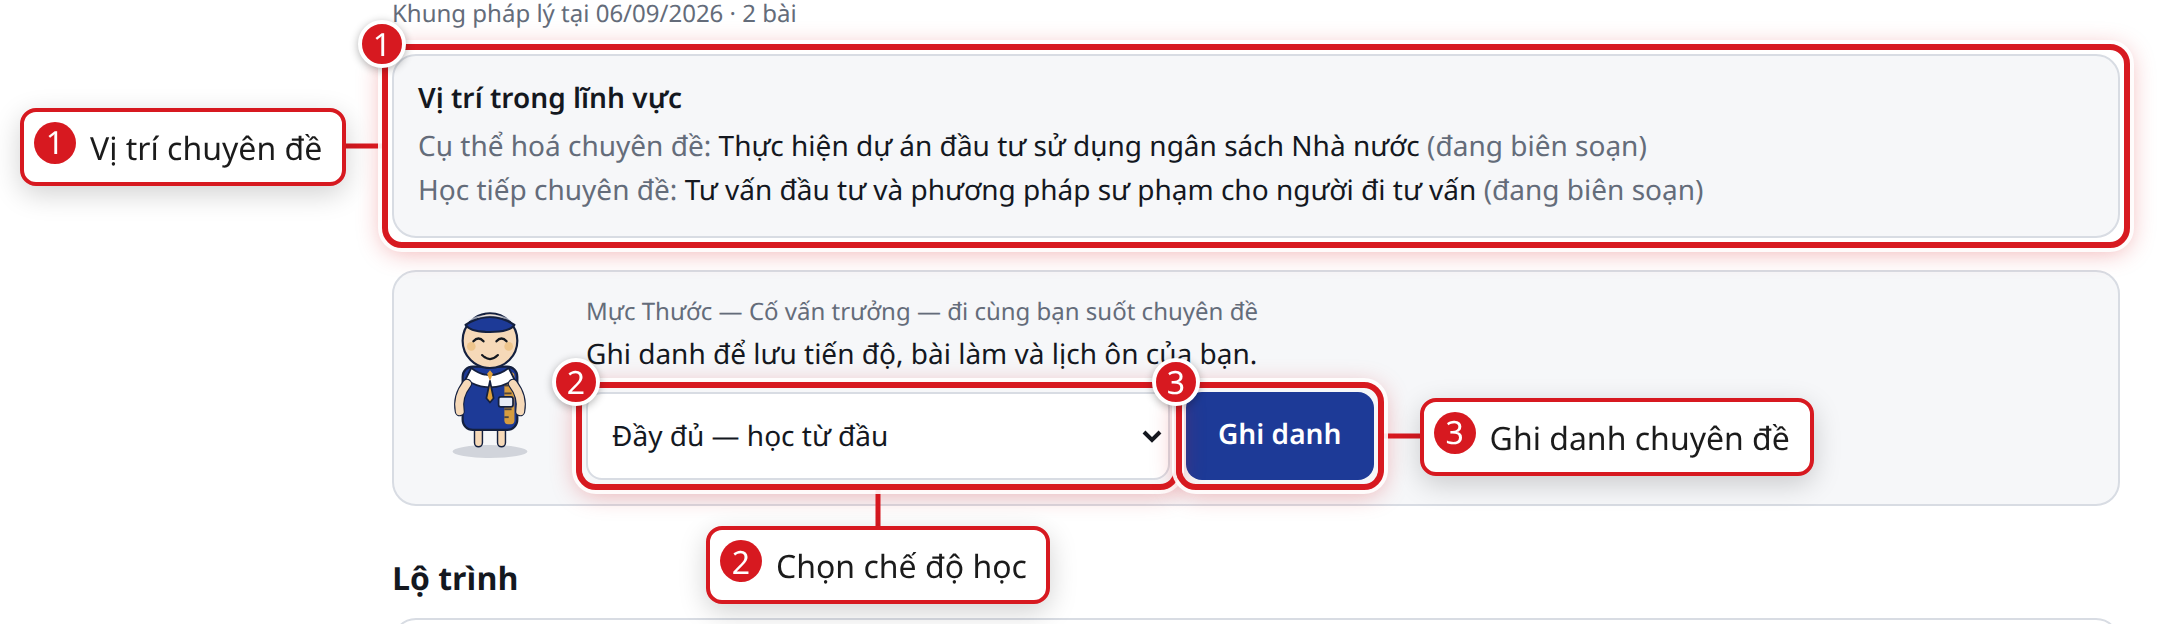 Khung pháp lý tại 06/09/2026 · 2 bài
1
Vị trí trong lĩnh vực
1 Vị trí chuyên đề
Cụ thể hoá chuyên đề: Thực hiện dự án đầu tư sử dụng ngân sách Nhà nước (đang biên soạn)
Học tiếp chuyên đề: Tư vấn đầu tư và phương pháp sư phạm cho người đi tư vấn (đang biên soạn)
Mực Thước — Cố vấn trưởng — đi cùng bạn suốt chuyên đề
Ghi danh để lưu tiến độ, bài làm và lịch ôn của bạn.
2
3
Đầy đủ — học từ đầu
Ghi danh
3 Ghi danh chuyên đề
2 Chọn chế độ học
Lộ trình